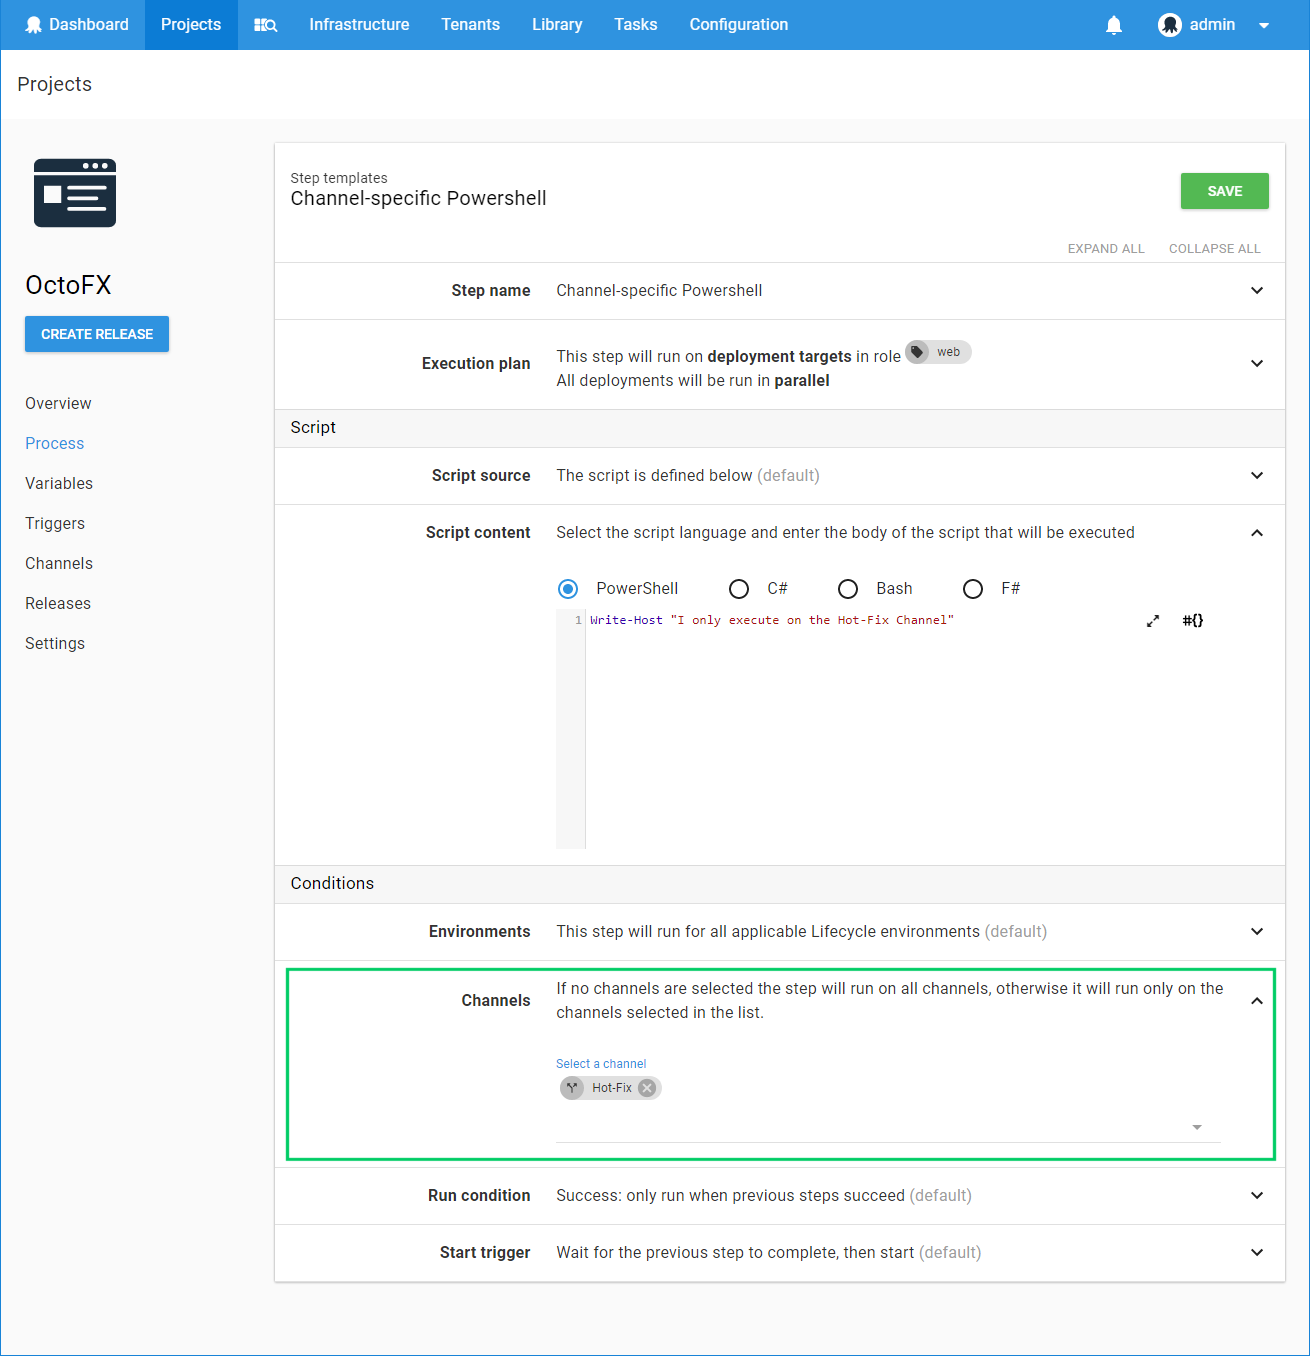 Dashboard Projects Infrastructure Tenants Library Tasks Configuration admin
Projects
Step templates
Channel-specific Powershell
SAVE
EXPAND ALL COLLAPSE ALL
OctoFX
CREATE RELEASE
Overview
Process
Variables
Triggers
Channels
Releases
Settings
Step name Channel-specific Powershell
Execution plan This step will run on deployment targets in role web
All deployments will be run in parallel
Script
Script source The script is defined below (default)
Script content Select the script language and enter the body of the script that will be executed
PowerShell C# Bash F#
1 Write-Host "I only execute on the Hot-Fix Channel" #{}
Conditions
Environments This step will run for all applicable Lifecycle environments (default)
Channels If no channels are selected the step will run on all channels, otherwise it will run only on the
channels selected in the list.
Select a channel
Hot-Fix
Run condition Success: only run when previous steps succeed (default)
Start trigger Wait for the previous step to complete, then start (default)